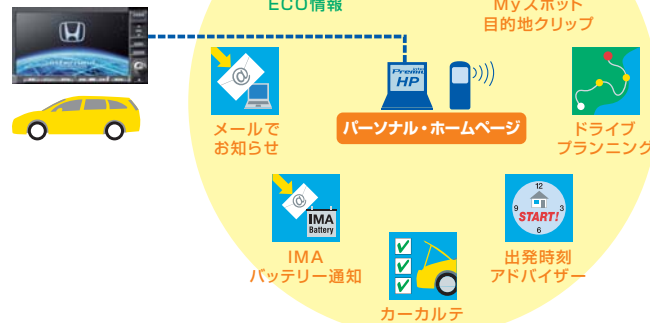 ECO情報
Myスポット
目的地クリップ
internavi
@
Premium
HP
メールで
お知らせ
パーソナル・ホームページ
ドライブ
プランニング
@
IMA
Battery
12
9
3
START!
6
IMA
バッテリー通知
出発時刻
アドバイザー
カーカルテ